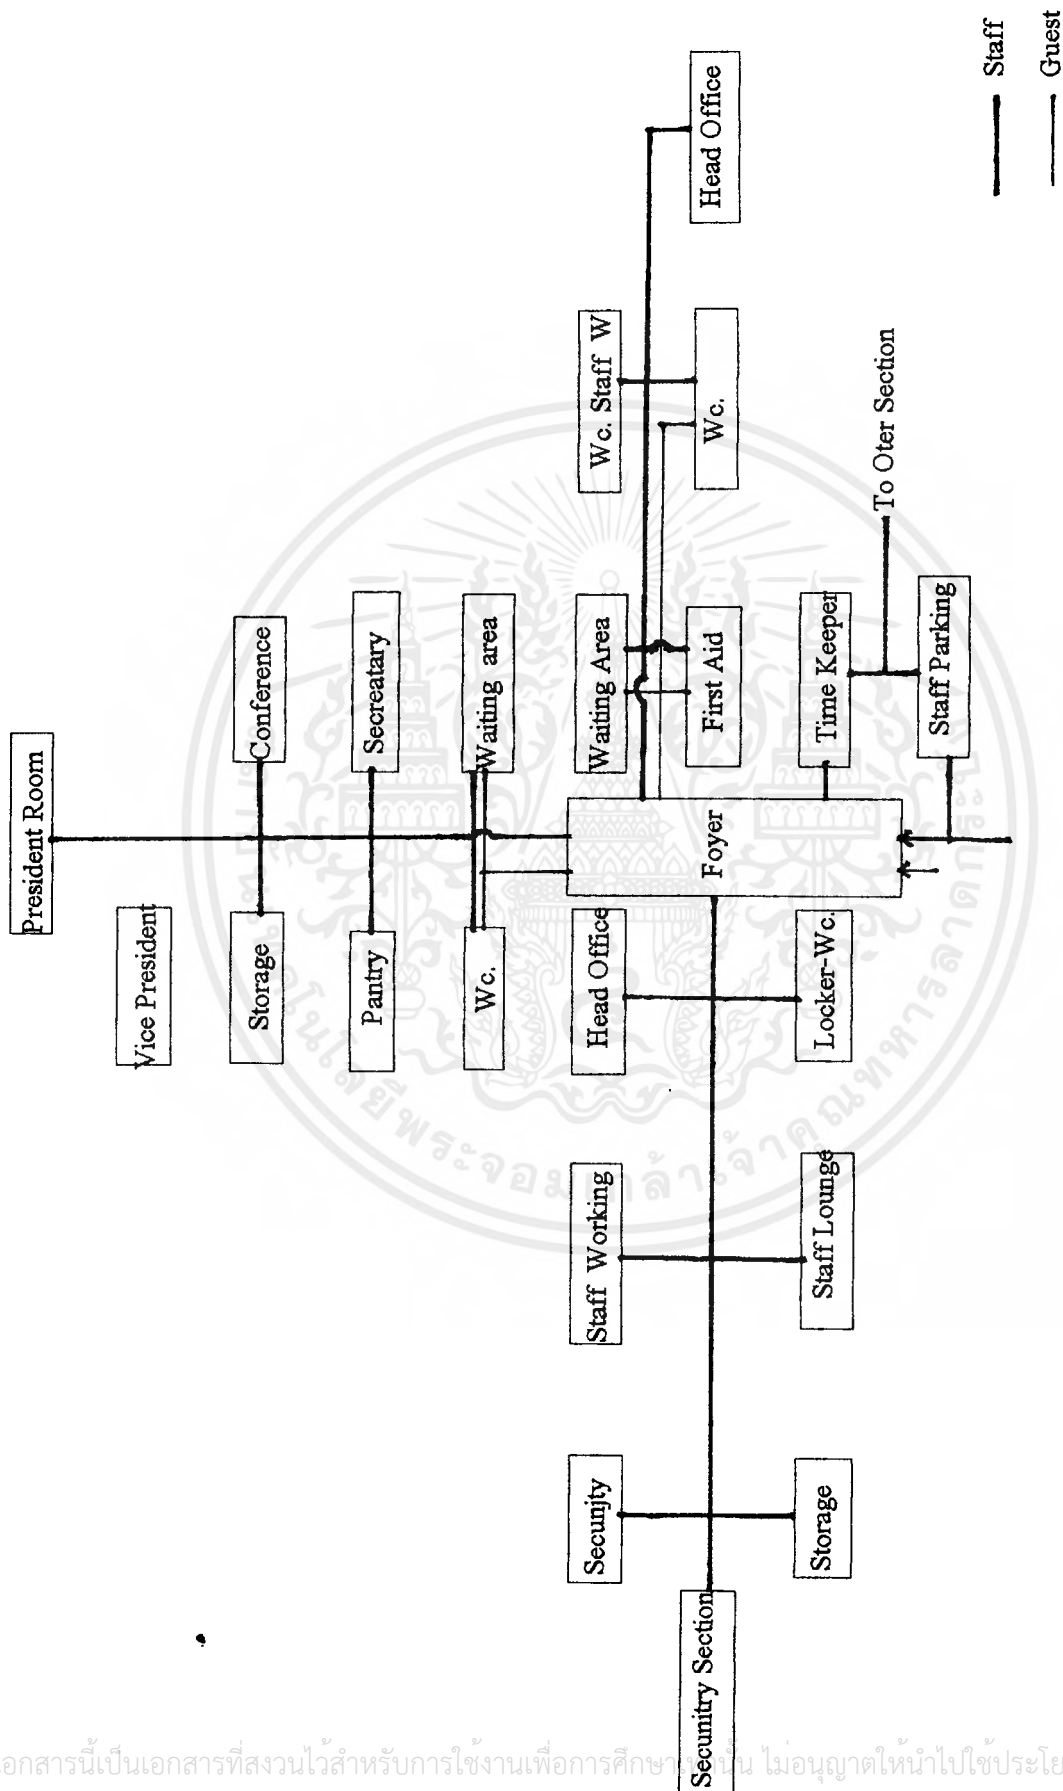 President Room
Vice President
Storage
Conference
Pantry
Secreatary
Wc.
Waiting area
Head Office
Foyer
Waiting Area
First Aid
Wc. Staff W
Wc.
Head Office
Locker-Wc.
Time Keeper
Staff Parking
To Oter Section
Staff Working
Staff Lounge
Secunjty
Storage
Secunitry Section
Staff
Guest
เอกสารนี้เป็นเอกสารที่สงวนไว้สำหรับการใช้งานเพื่อการศึกษาเท่านั้น ไม่อนุญาตให้นำไปใช้ประโย